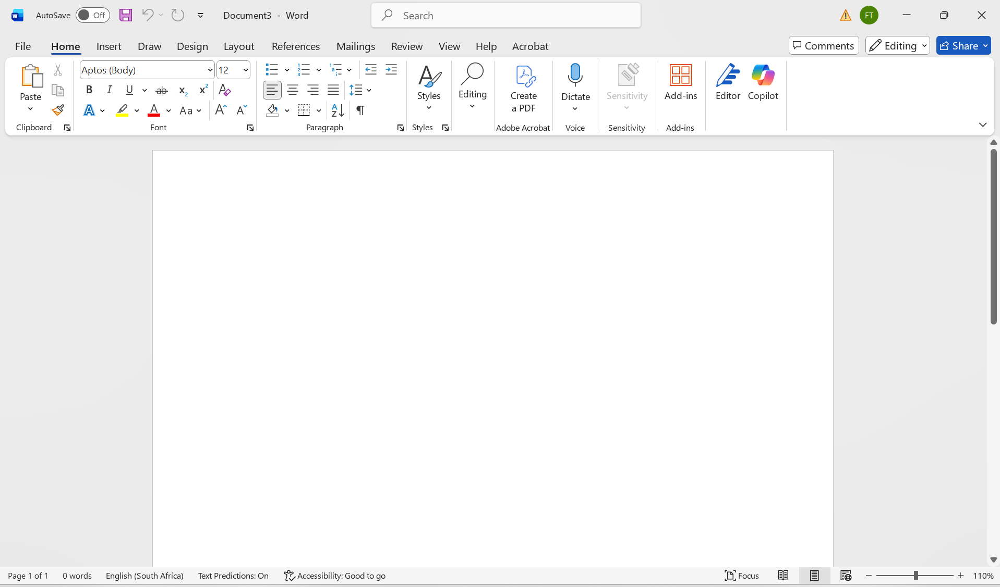 AutoSave Off Document3 - Word Search FT
File Home Insert Draw Design Layout References Mailings Review View Help Acrobat Comments Editing Share
Paste
Clipboard
Aptos (Body) 12
Font
Paragraph
Styles
Styles
Editing
Create
a PDF
Adobe Acrobat
Dictate
Voice
Sensitivity
Sensitivity
Add-ins
Add-ins
Editor
Copilot
Page 1 of 1 0 words English (South Africa) Text Predictions: On Accessibility: Good to go Focus 110%